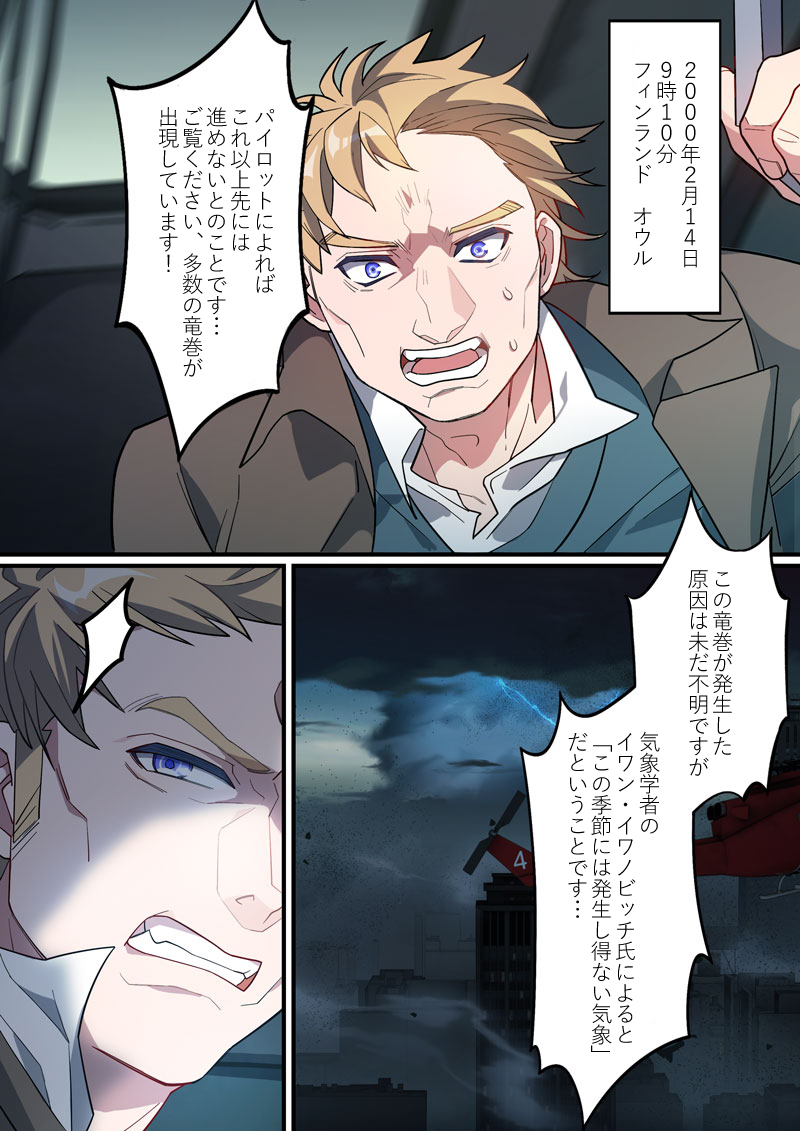 2000年2月14日
9時10分
フィンランド　オウル
パイロットによれば
これ以上先には
進めないとのことです…
ご覧ください、多数の竜巻が
出現しています！
この竜巻が発生した
原因は未だ不明ですが
気象学者の
イワン・イワノビッチ氏によると
「この季節には発生し得ない気象」
だということです…
4